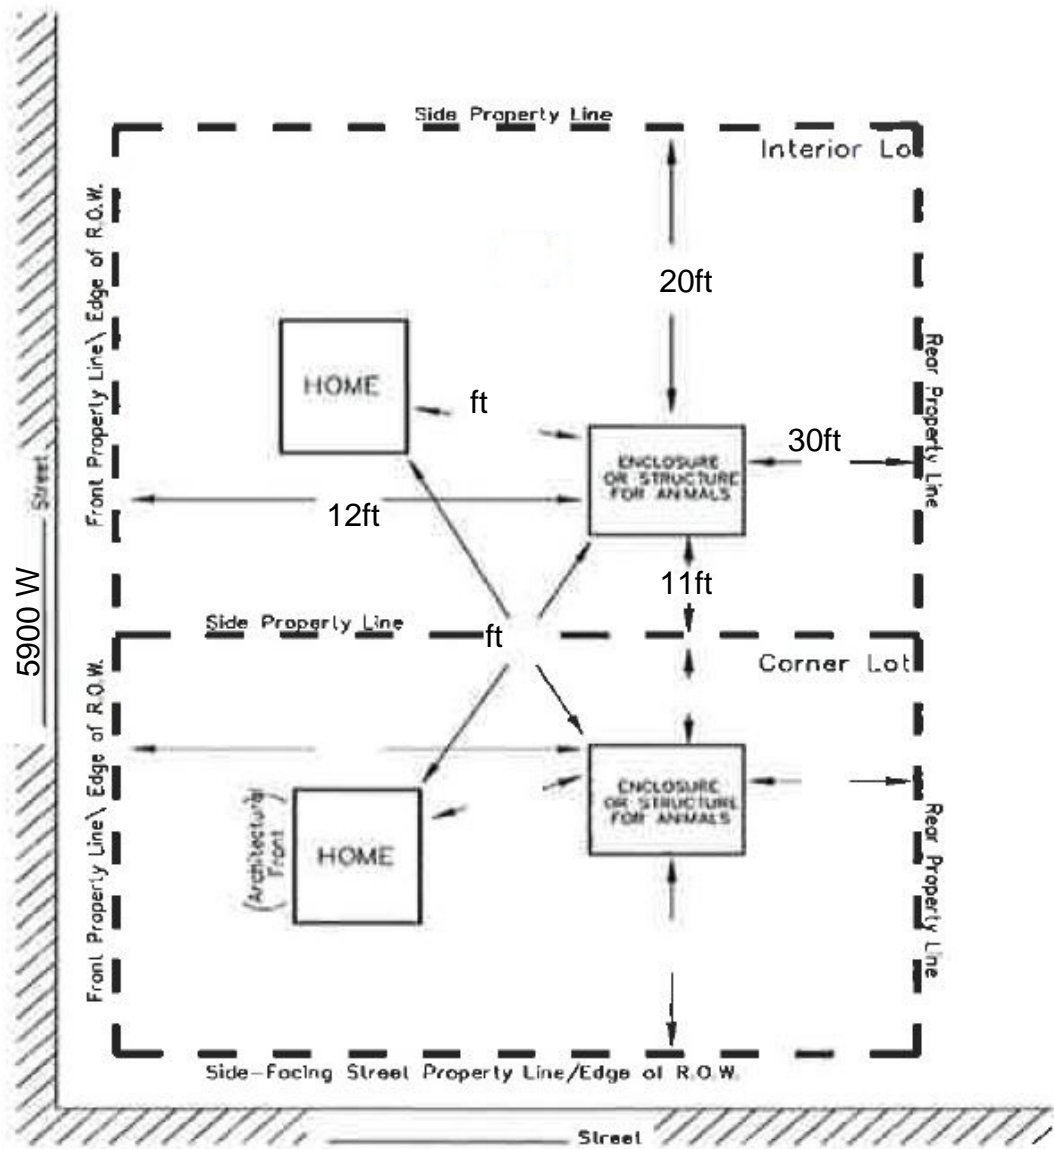 Side Property Line
Interior Lo
Front Property Line\ Edge of R.O.W.
20ft
HOME
ft
Rear Property Line
30ft
ENCLOSURE
OR STRUCTURE
FOR ANIMALS
Street
12ft
11ft
5900 W
Side Property Line
ft
Corner Lot
Front Property Line\ Edge of R.O.W.
ENCLOSURE
OR STRUCTURE
FOR ANIMALS
(Architectural
Front)
HOME
Rear Property Line
Side-Facing Street Property Line/Edge of R.O.W.
Street